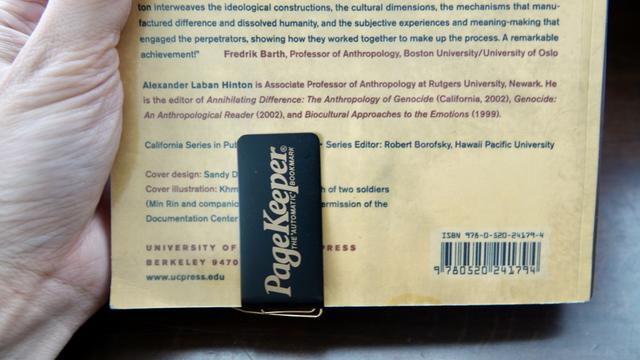 ton interweaves the ideological constructions, the cultural dimensions, the mechanisms that manu-
factured difference and dissolved humanity, and the subjective experiences and meaning-making that
engaged the perpetrators, showing how they worked together to make up the process. A remarkable
achievement!" Fredrik Barth, Professor of Anthropology, Boston University/University of Oslo
Alexander Laban Hinton is Associate Professor of Anthropology at Rutgers University, Newark. He
is the editor of Annihilating Difference: The Anthropology of Genocide (California, 2002), Genocide:
An Anthropological Reader (2002), and Biocultural Approaches to the Emotions (1999).
California Series in Pub Series Editor: Robert Borofsky, Hawaii Pacific University
Cover design: Sandy D
Cover illustration: Khm h of two soldiers
(Min Rin and companio ermission of the
Documentation Center
UNIVERSITY OF PRESS
BERKELEY 9470
www.ucpress.edu
PageKeeper®
THE "AUTOMATIC" BOOKMARK
ISBN 978-0-520-24179-4
9 780520 241794